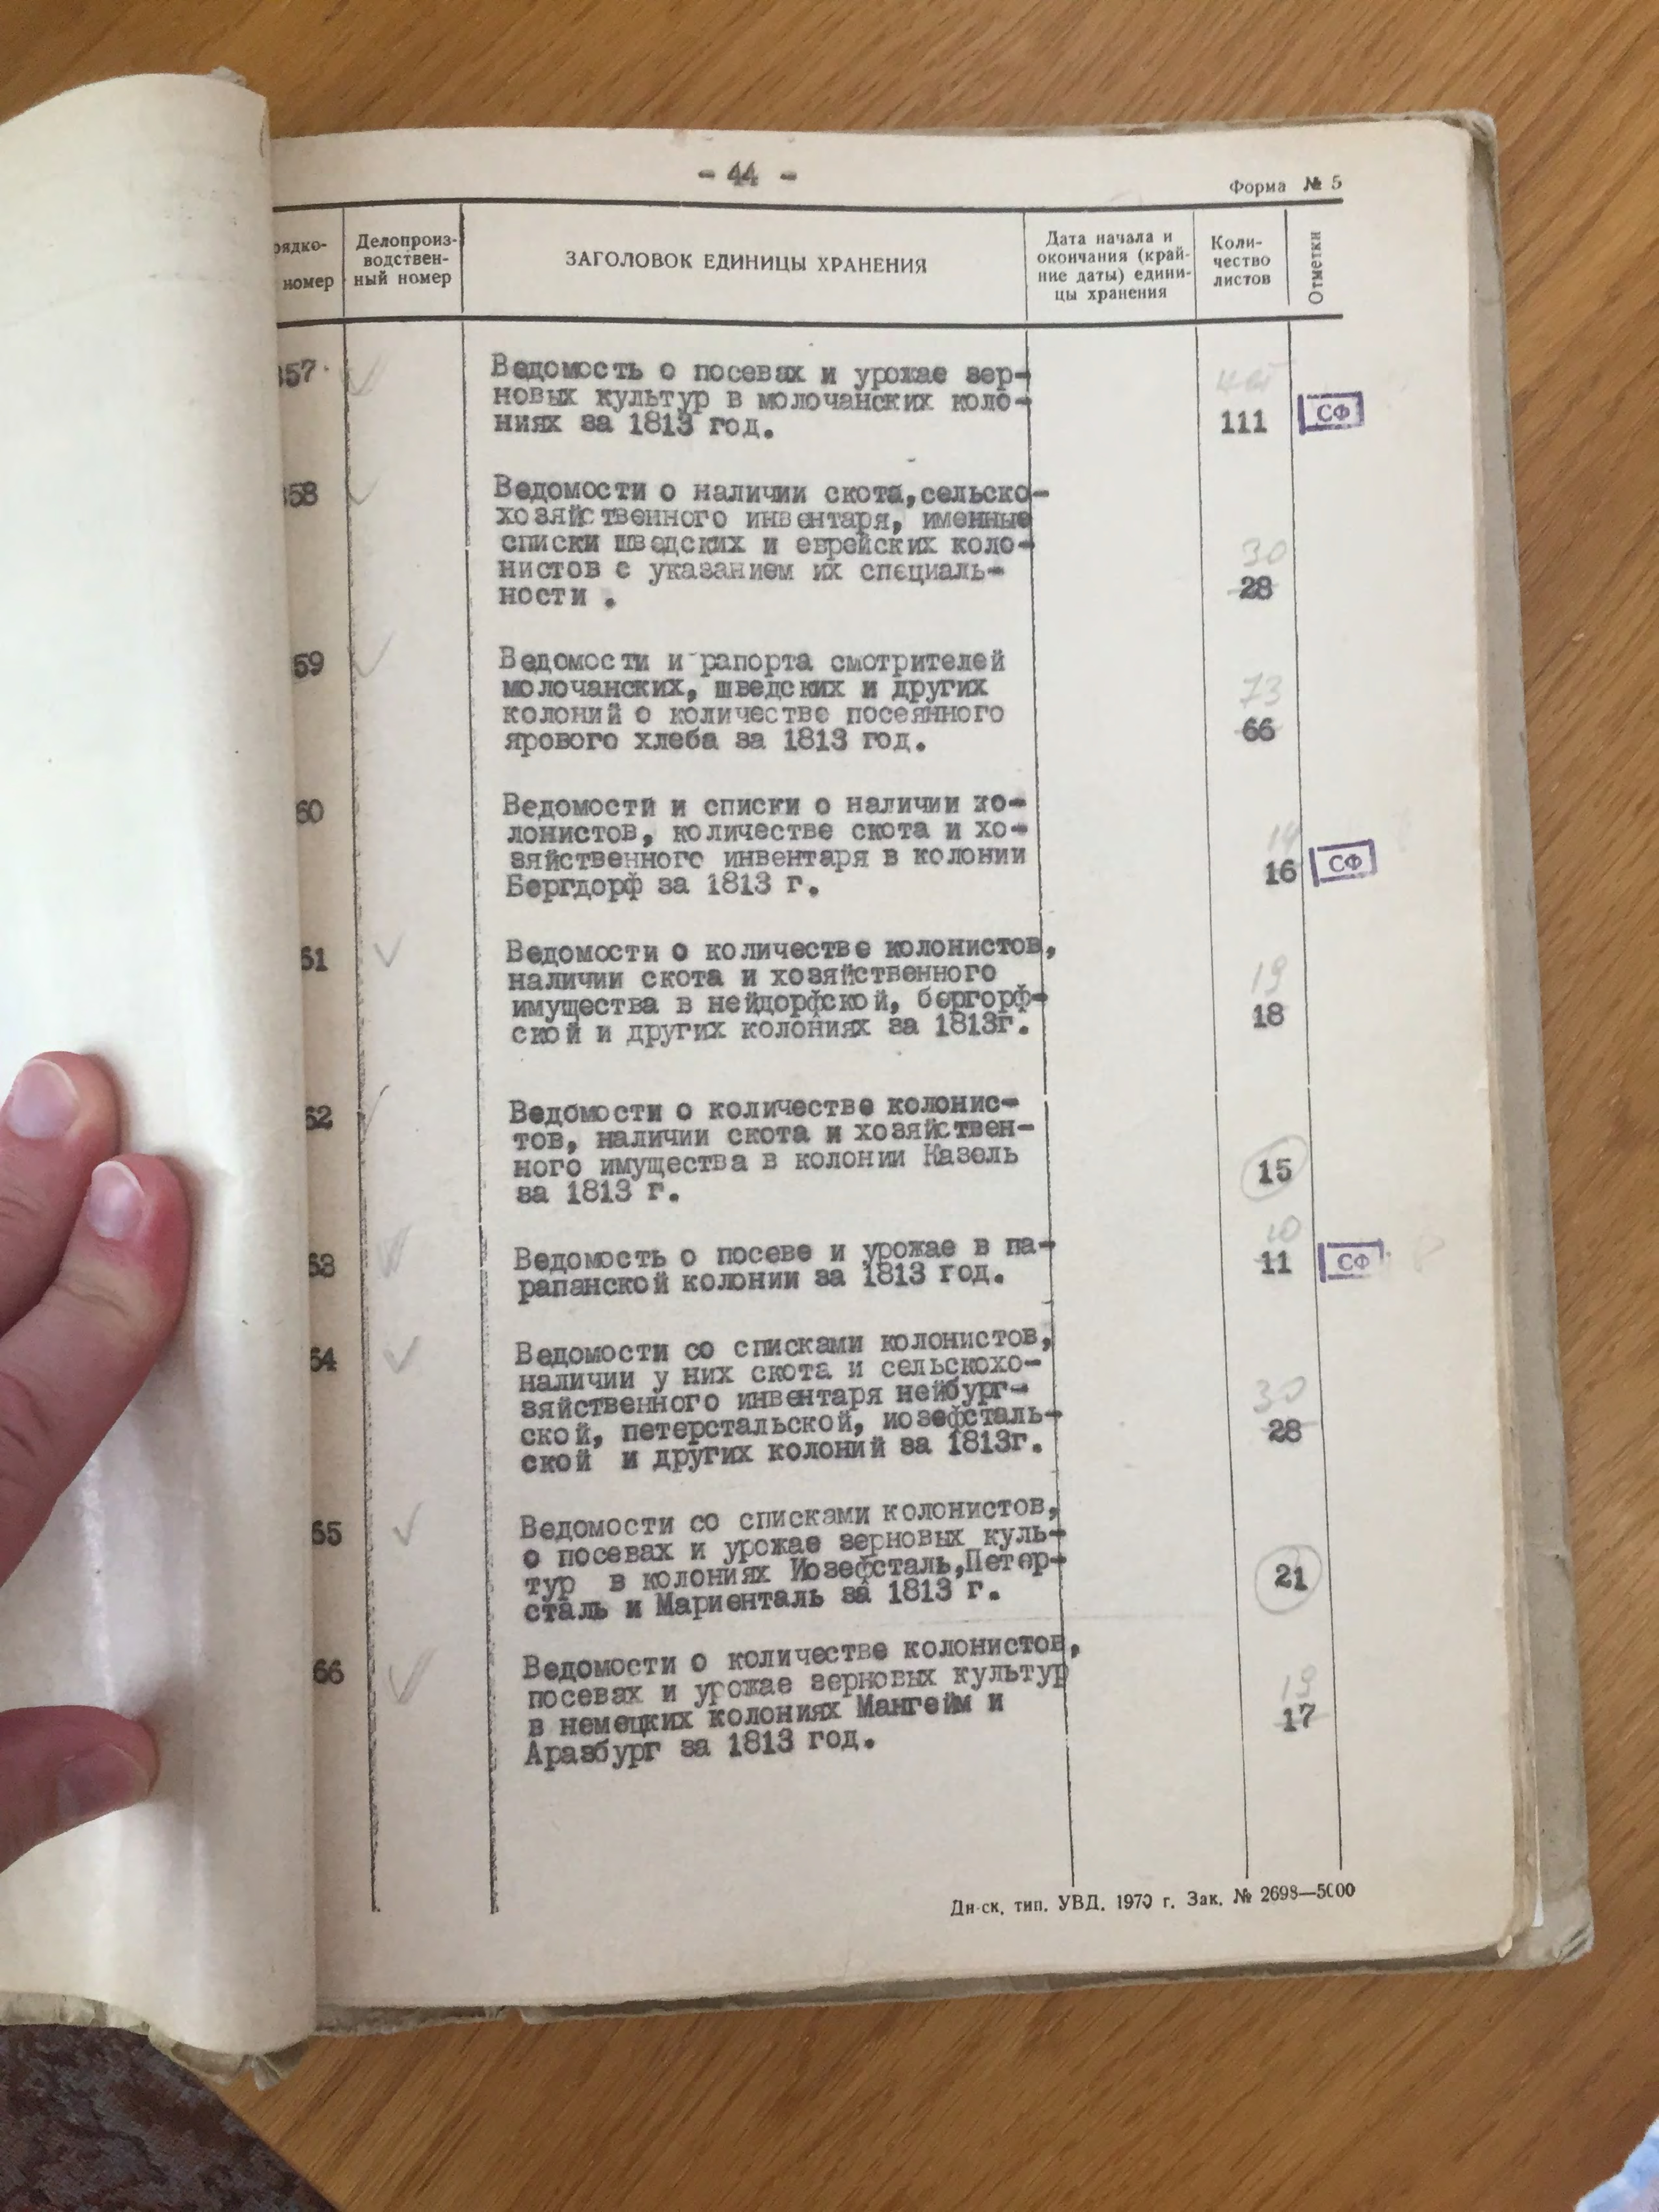 - 44 -
Форма № 5
рядко-
номер
Делопроиз-
водствен-
ный номер
ЗАГОЛОВОК ЕДИНИЦЫ ХРАНЕНИЯ
Дата начала и
окончания (край-
ние даты) едини-
цы хранения
Коли-
чество
листов
Отметки
357
Ведомость о посевах и урожае зер-
новых культур в молочанских коло-
ниях за 1813 год.
111
СФ
358
Ведомости о наличии скота,сельско-
хозяйственного инвентаря, именные
списки шведских и еврейских коло-
нистов с указанием их специаль-
ности .
30
28
59
Ведомости и рапорта смотрителей
молочанских, шведских и других
колоний о количестве посеянного
ярового хлеба за 1813 год.
73
66
60
Ведомости и списки о наличии ко-
лонистов, количестве скота и хо-
зяйственного инвентаря в колонии
Бергдорф за 1813 г.
14
16
СФ
61
Ведомости о количестве колонистов,
наличии скота и хозяйственного
имущества в нейдорфской, бергорф-
ской и других колониях за 1813г.
19
18
62
Ведомости о количестве колонис-
тов, наличии скота и хозяйствен-
ного имущества в колонии Казель
за 1813 г.
15
63
Ведомость о посеве и урожае в па-
рапанской колонии за 1813 год.
10
11
СФ
64
Ведомости со списками колонистов,
наличии у них скота и сельскохо-
зяйственного инвентаря нейбург-
ской, петерстальской, иозефсталь-
ской и других колоний за 1813г.
30
28
65
Ведомости со списками колонистов,
о посевах и урожае зерновых куль-
тур в колониях Иозефсталь,Петер-
сталь и Мариенталь за 1813 г.
21
66
Ведомости о количестве колонистов,
посевах и урожае зерновых культур
в немецких колониях Мангейм и
Аразбург за 1813 год.
19
17
Дн-ск. тип. УВД. 1970 г. Зак. № 2698—5000